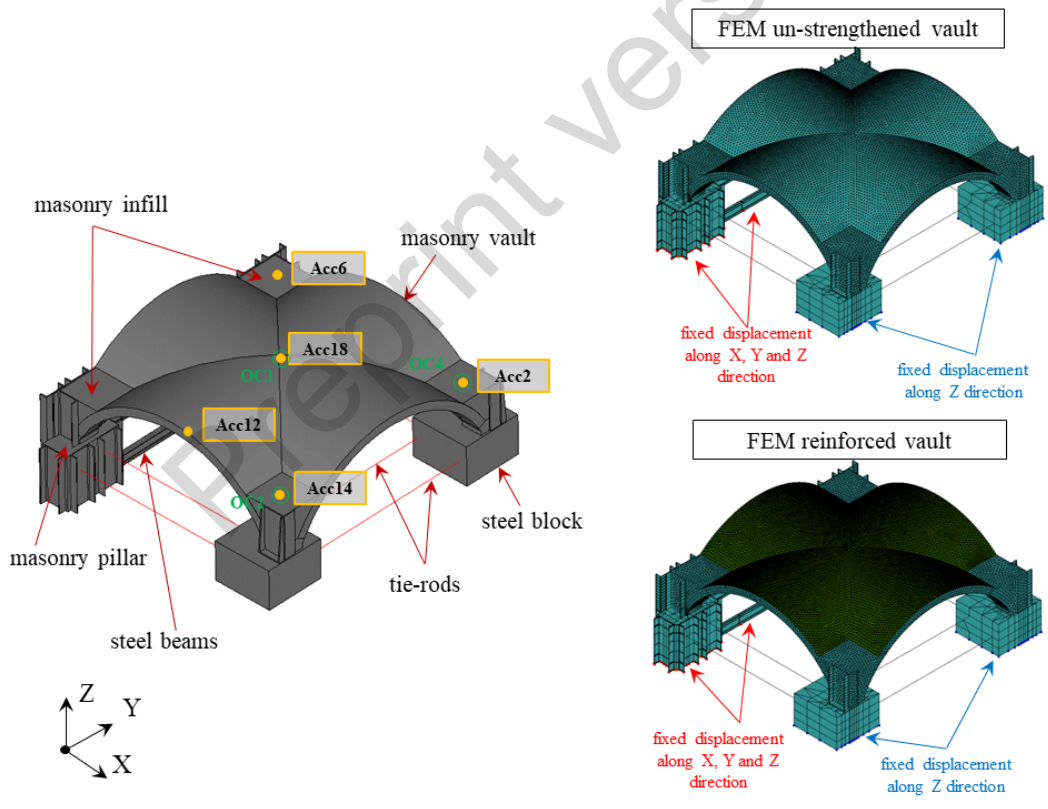 FEM un-strengthened vault
masonry infill
masonry vault
Acc6
Acc18
OC1
OC4
Acc2
Acc12
OC2
Acc14
masonry pillar
steel beams
tie-rods
steel block
Z
Y
X
fixed displacement
along X, Y and Z
direction
fixed displacement
along Z direction
FEM reinforced vault
fixed displacement
along X, Y and Z
direction
fixed displacement
along Z direction
Preprint vers